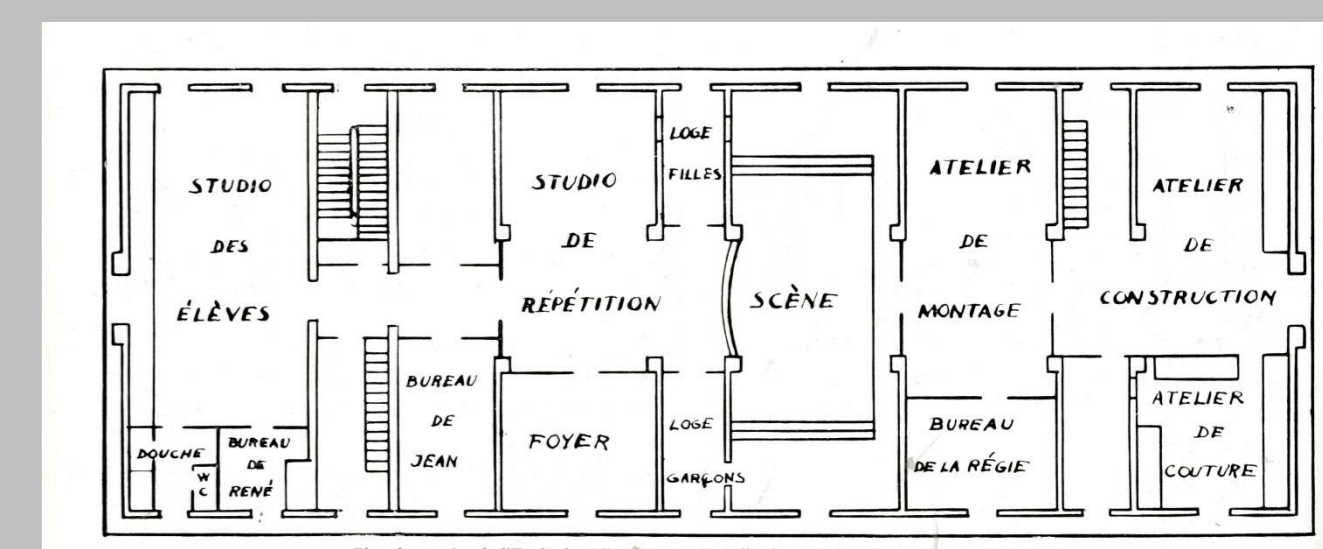 STUDIO
DES
ÉLÈVES
DOUCHE
WC
BUREAU
DE
RENÉ
BUREAU
DE
JEAN
STUDIO
DE
RÉPÉTITION
FOYER
LOGE
FILLES
LOGE
GARÇONS
SCÈNE
ATELIER
DE
MONTAGE
BUREAU
DE LA RÉGIE
ATELIER
DE
CONSTRUCTION
ATELIER
DE
COUTURE